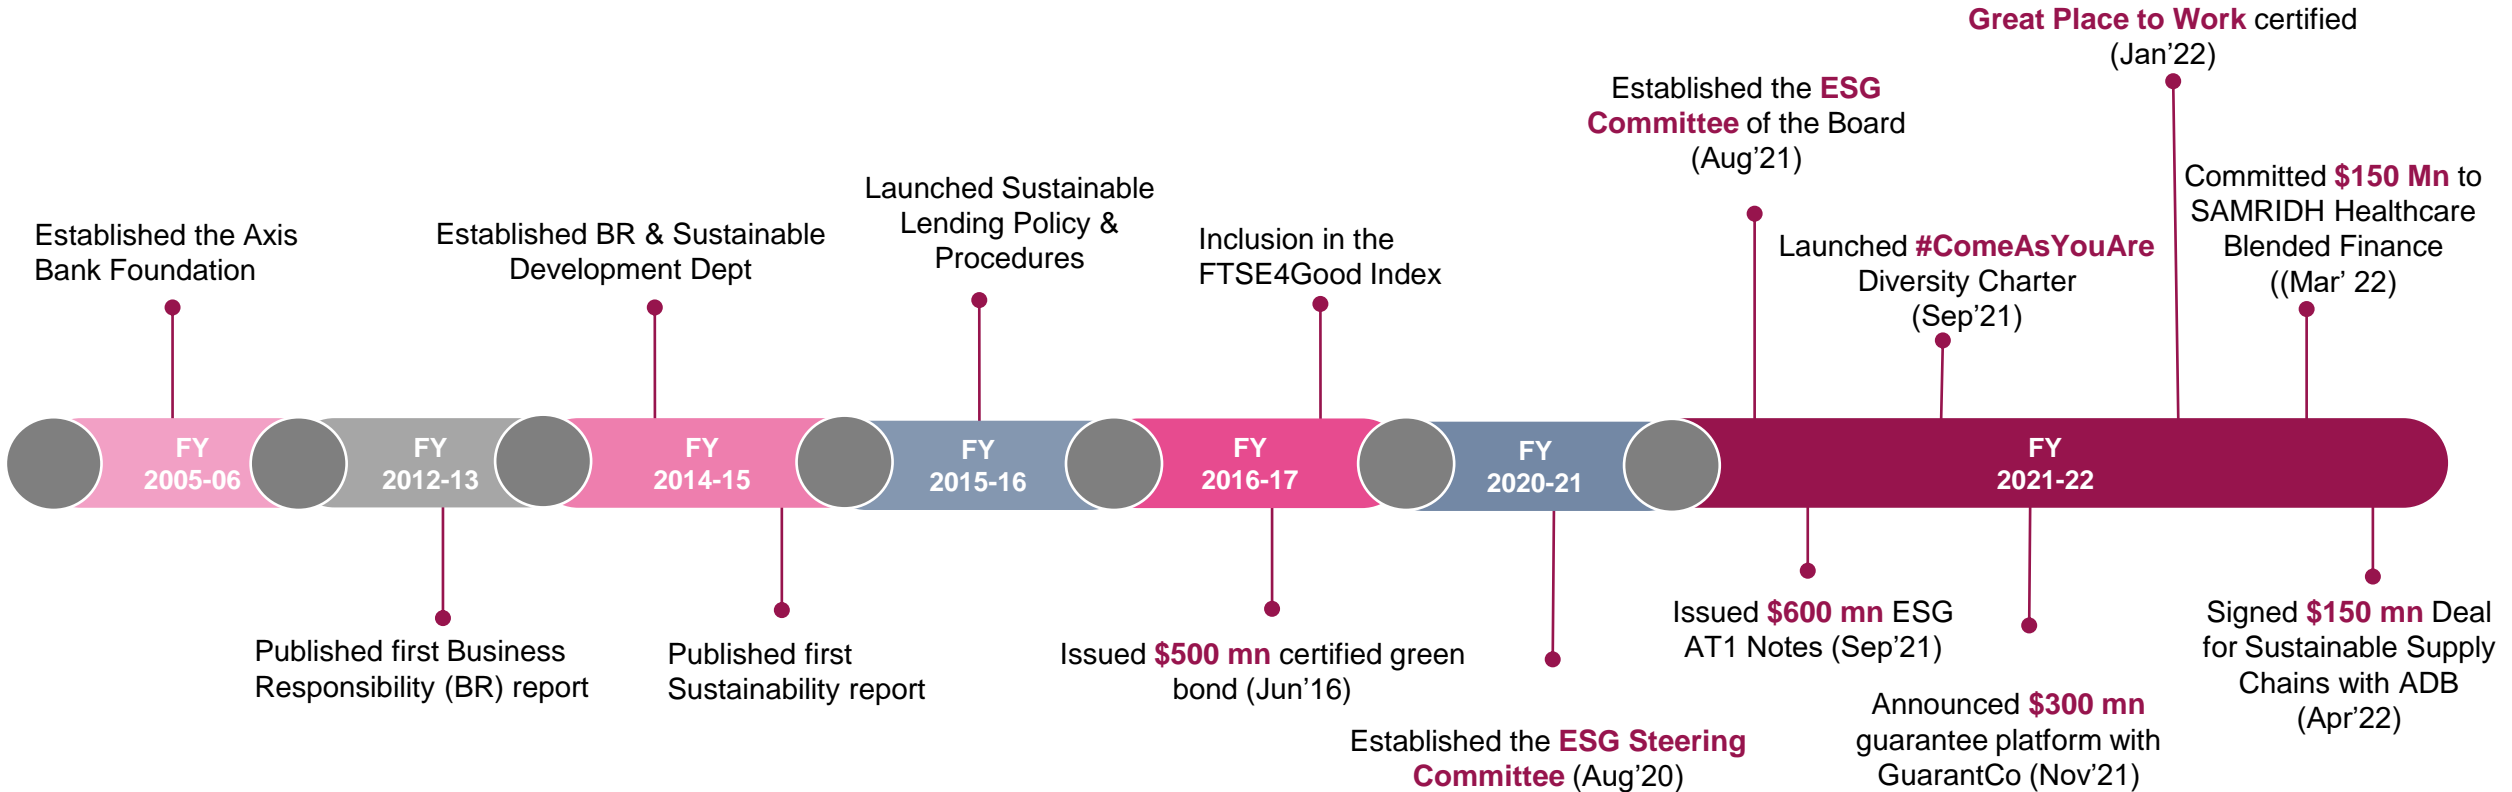 Great Place to Work certified
(Jan’22)
Established the ESG
Committee of the Board
(Aug’21)
Committed $150 Mn to
SAMRIDH Healthcare
Blended Finance
((Mar’ 22)
Launched Sustainable
Lending Policy &
Procedures
Established the Axis
Bank Foundation
Established BR & Sustainable
Development Dept
Inclusion in the
FTSE4Good Index
Launched #ComeAsYouAre
Diversity Charter
(Sep’21)
FY
2005-06
FY
2012-13
FY
2014-15
FY
2015-16
FY
2016-17
FY
2020-21
FY
2021-22
Published first Business
Responsibility (BR) report
Published first
Sustainability report
Issued $500 mn certified green
bond (Jun’16)
Established the ESG Steering
Committee (Aug’20)
Issued $600 mn ESG
AT1 Notes (Sep’21)
Announced $300 mn
guarantee platform with
GuarantCo (Nov’21)
Signed $150 mn Deal
for Sustainable Supply
Chains with ADB
(Apr’22)